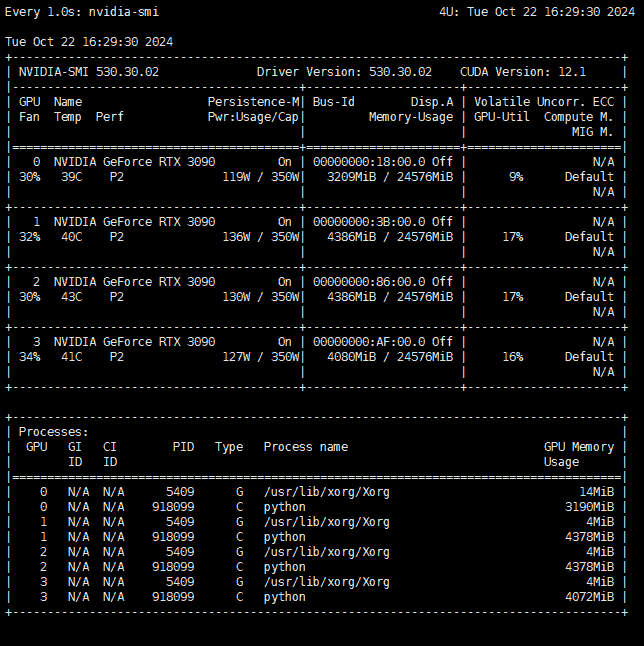 Every 1.0s: nvidia-smi                                        4U: Tue Oct 22 16:29:30 2024

Tue Oct 22 16:29:30 2024
+---------------------------------------------------------------------------------------+
| NVIDIA-SMI 530.30.02              Driver Version: 530.30.02    CUDA Version: 12.1     |
|-----------------------------------------+----------------------+----------------------+
| GPU  Name                  Persistence-M| Bus-Id        Disp.A | Volatile Uncorr. ECC |
| Fan  Temp  Perf            Pwr:Usage/Cap|         Memory-Usage | GPU-Util  Compute M. |
|                                         |                      |               MIG M. |
|=========================================+======================+======================|
|   0  NVIDIA GeForce RTX 3090         On | 00000000:18:00.0 Off |                  N/A |
| 30%   39C    P2              119W / 350W|   3209MiB / 24576MiB |      9%      Default |
|                                         |                      |                  N/A |
+-----------------------------------------+----------------------+----------------------+
|   1  NVIDIA GeForce RTX 3090         On | 00000000:3B:00.0 Off |                  N/A |
| 32%   40C    P2              136W / 350W|   4386MiB / 24576MiB |     17%      Default |
|                                         |                      |                  N/A |
+-----------------------------------------+----------------------+----------------------+
|   2  NVIDIA GeForce RTX 3090         On | 00000000:86:00.0 Off |                  N/A |
| 30%   43C    P2              130W / 350W|   4386MiB / 24576MiB |     17%      Default |
|                                         |                      |                  N/A |
+-----------------------------------------+----------------------+----------------------+
|   3  NVIDIA GeForce RTX 3090         On | 00000000:AF:00.0 Off |                  N/A |
| 34%   41C    P2              127W / 350W|   4080MiB / 24576MiB |     16%      Default |
|                                         |                      |                  N/A |
+-----------------------------------------+----------------------+----------------------+

+---------------------------------------------------------------------------------------+
| Processes:                                                                            |
|  GPU   GI   CI        PID   Type   Process name                            GPU Memory |
|        ID   ID                                                             Usage      |
|=======================================================================================|
|    0   N/A  N/A      5409      G   /usr/lib/xorg/Xorg                           14MiB |
|    0   N/A  N/A    918099      C   python                                     3190MiB |
|    1   N/A  N/A      5409      G   /usr/lib/xorg/Xorg                            4MiB |
|    1   N/A  N/A    918099      C   python                                     4378MiB |
|    2   N/A  N/A      5409      G   /usr/lib/xorg/Xorg                            4MiB |
|    2   N/A  N/A    918099      C   python                                     4378MiB |
|    3   N/A  N/A      5409      G   /usr/lib/xorg/Xorg                            4MiB |
|    3   N/A  N/A    918099      C   python                                     4072MiB |
+---------------------------------------------------------------------------------------+